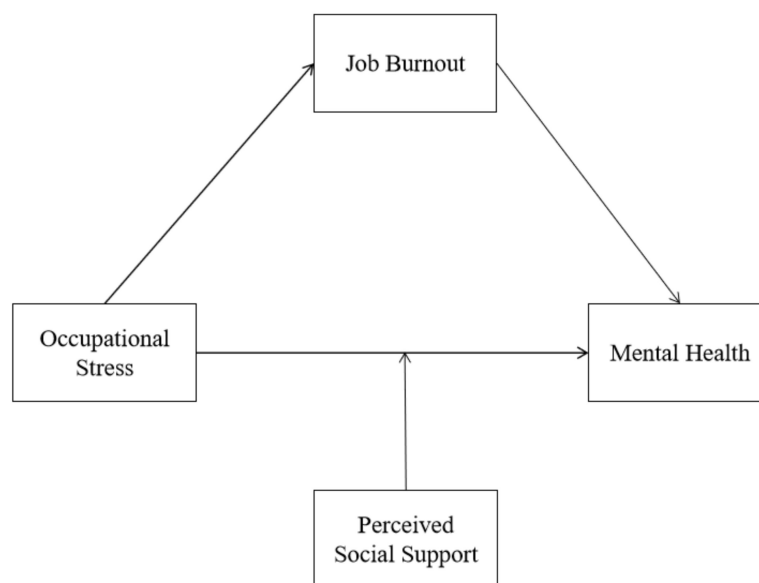 Job Burnout
Occupational
Stress
Mental Health
Perceived
Social Support